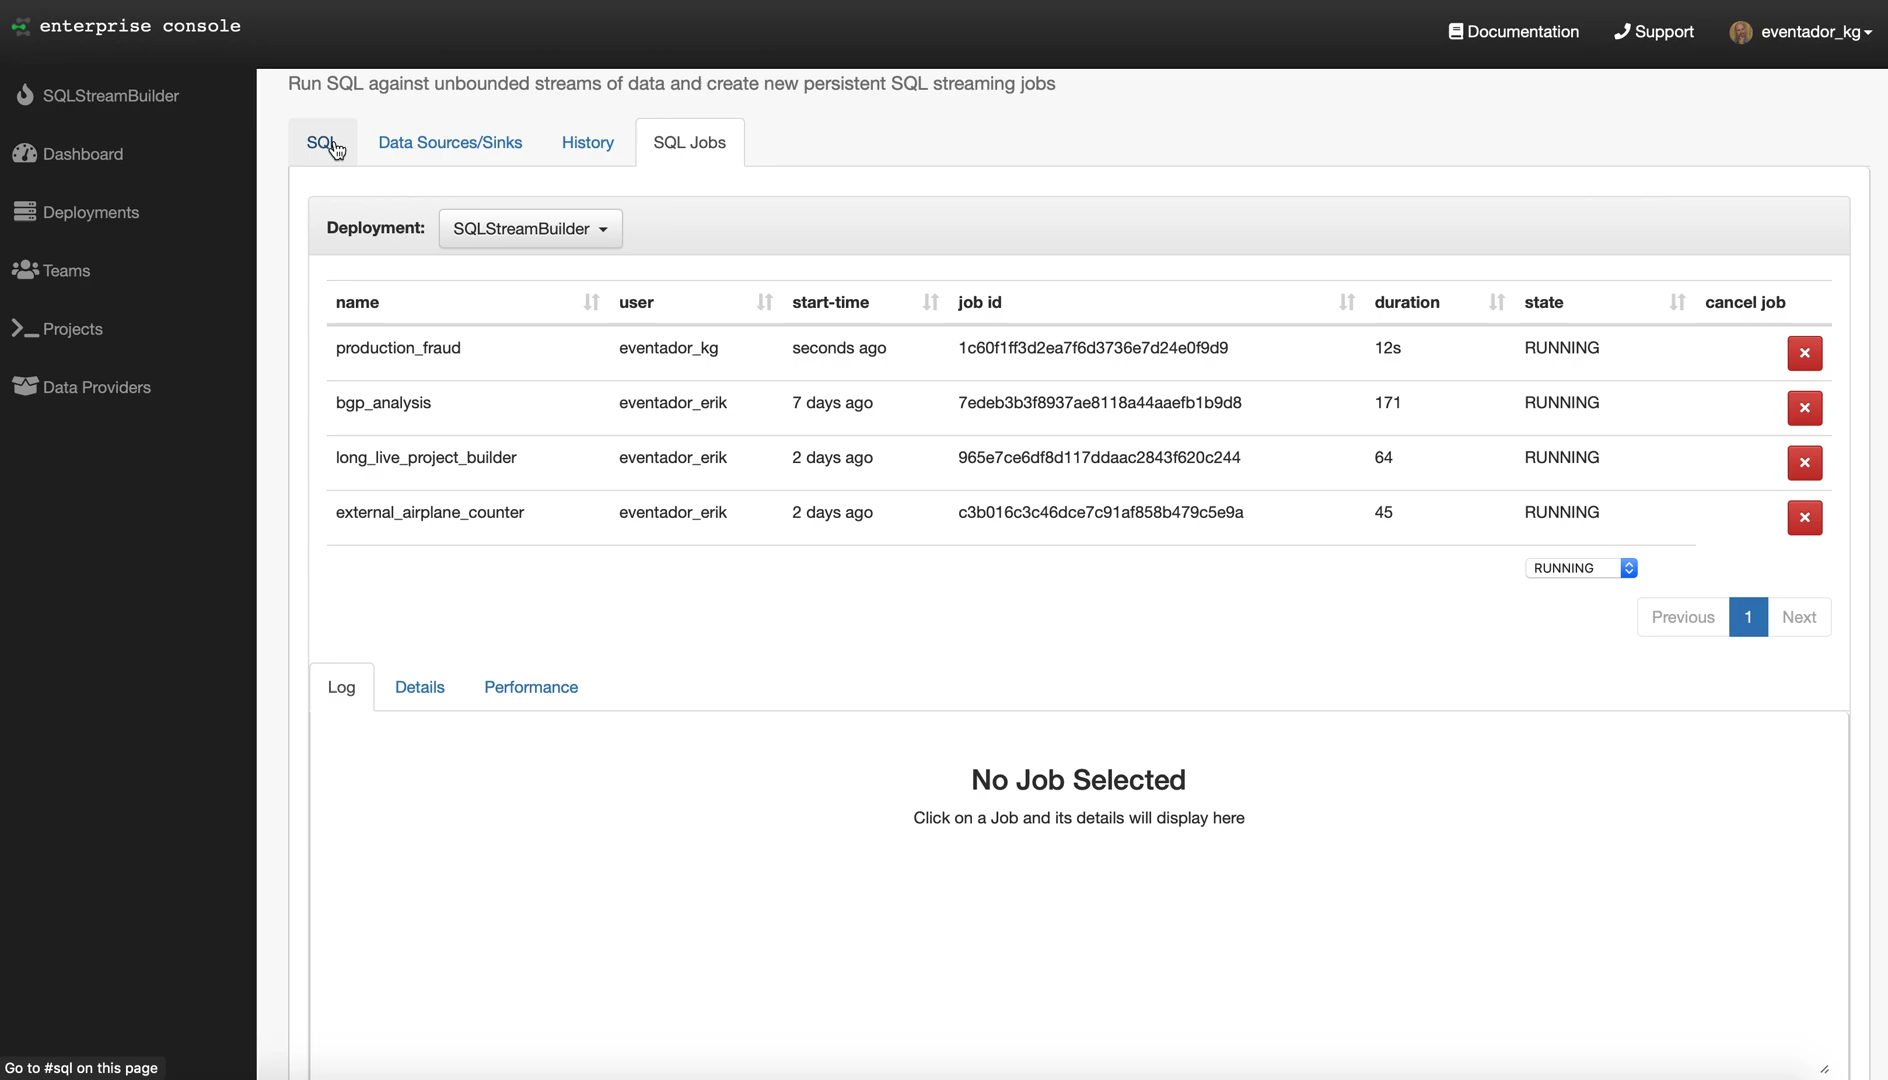 enterprise console
Documentation
Support
eventador_kg
SQLStreamBuilder
Dashboard
Deployments
Teams
Projects
Data Providers
Run SQL against unbounded streams of data and create new persistent SQL streaming jobs
SQL
Data Sources/Sinks
History
SQL Jobs
Deployment:
SQLStreamBuilder
name user start-time job id duration state cancel job
production_fraud eventador_kg seconds ago 1c60f1ff3d2ea7f6d3736e7d24e0f9d9 12s RUNNING
bgp_analysis eventador_erik 7 days ago 7edeb3b3f8937ae8118a44aaefb1b9d8 171 RUNNING
long_live_project_builder eventador_erik 2 days ago 965e7ce6df8d117ddaac2843f620c244 64 RUNNING
external_airplane_counter eventador_erik 2 days ago c3b016c3c46dce7c91af858b479c5e9a 45 RUNNING
RUNNING
Previous 1 Next
Log
Details
Performance
No Job Selected
Click on a Job and its details will display here
Go to #sql on this page